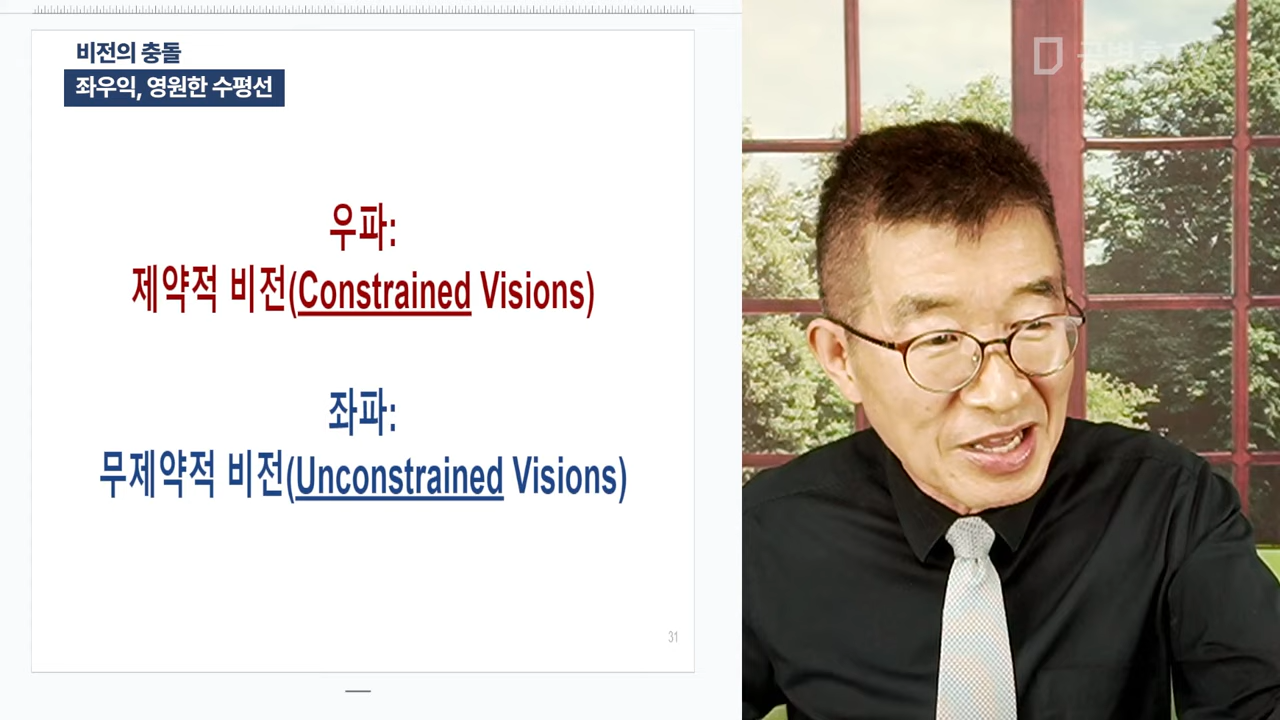 비전의 충돌
좌우익, 영원한 수평선
우파:
제약적 비전(Constrained Visions)
좌파:
무제약적 비전(Unconstrained Visions)
31